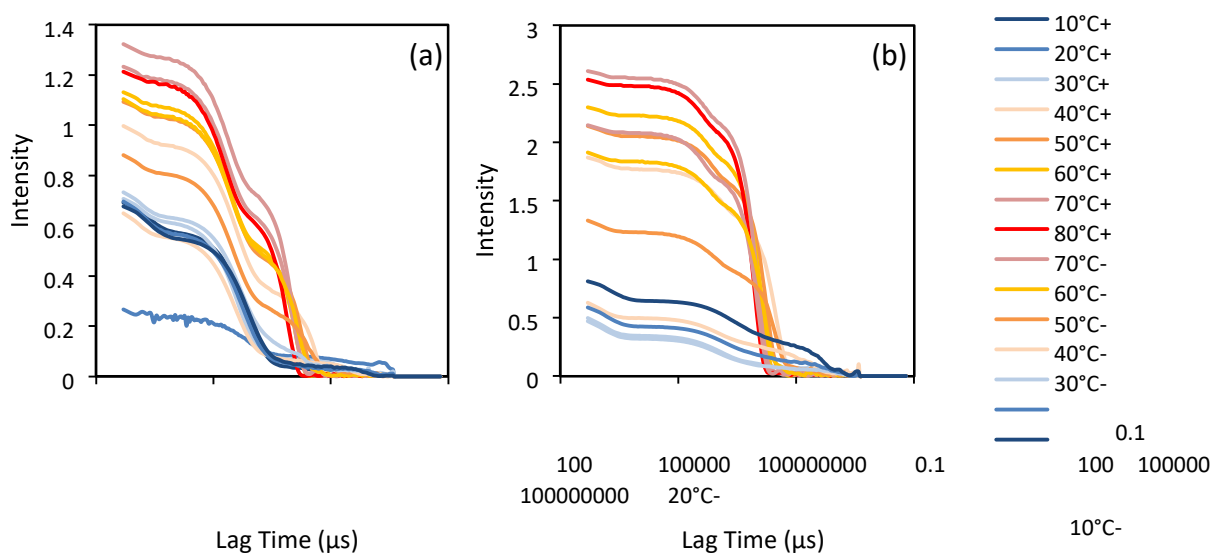 (a)
Intensity
1.4
1.2
1
0.8
0.6
0.4
0.2
0
(b)
Intensity
3
2.5
2
1.5
1
0.5
0
10°C+
20°C+
30°C+
40°C+
50°C+
60°C+
70°C+
80°C+
70°C-
60°C-
50°C-
40°C-
30°C-
0.1
100 100000 100000000 0.1 100 100000
100000000 20°C-
Lag Time (µs) Lag Time (µs) 10°C-